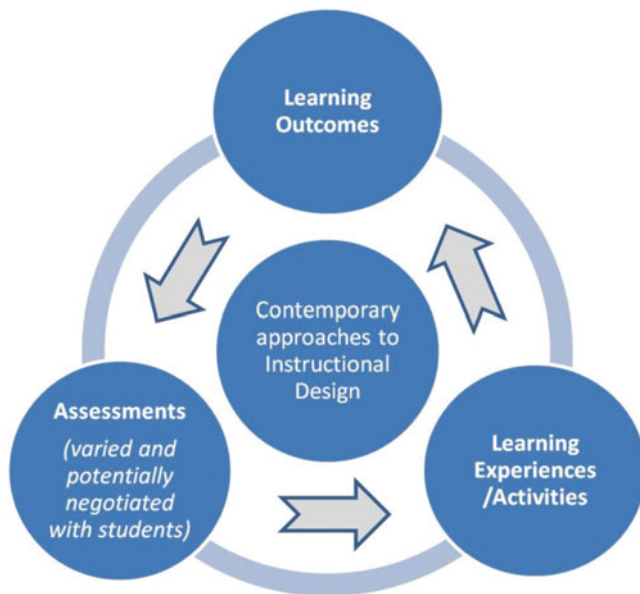 Learning
Outcomes
Contemporary
approaches to
Instructional
Design
Assessments
(varied and
potentially
negotiated
with students)
Learning
Experiences
/Activities